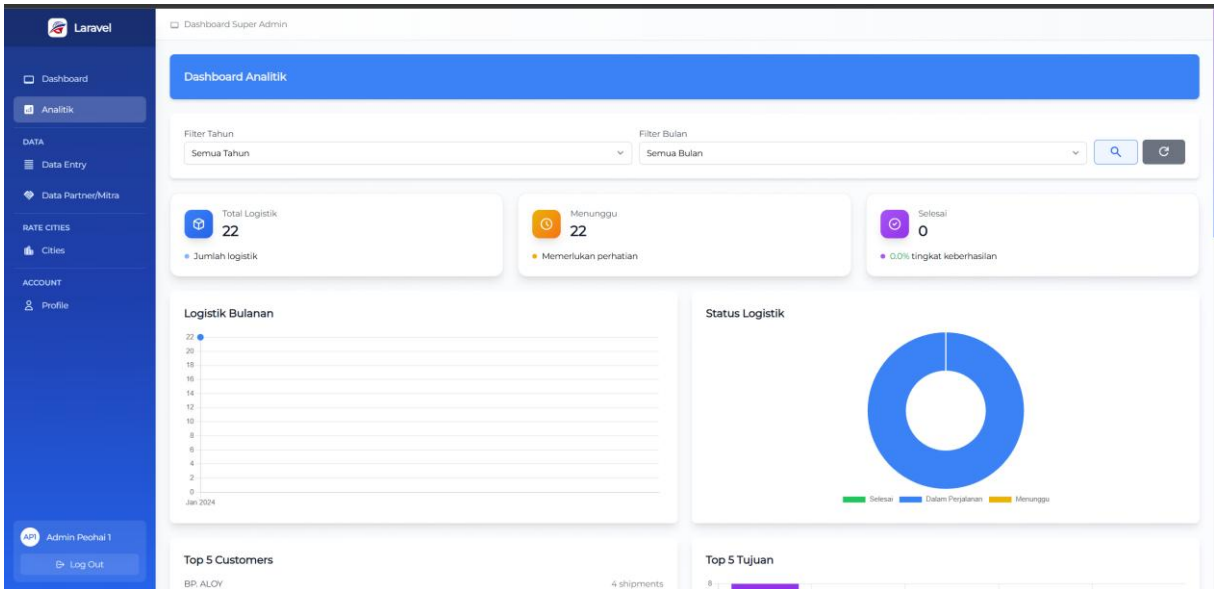 Laravel
Dashboard Super Admin
Dashboard
Analitik
DATA
Data Entry
Data Partner/Mitra
RATE CITIES
Cities
ACCOUNT
Profile
API
Admin Peohai 1
Log Out
Dashboard Analitik
Filter Tahun
Semua Tahun
Filter Bulan
Semua Bulan
Total Logistik
22
Jumlah logistik
Menunggu
22
Memerlukan perhatian
Selesai
0
0.0% tingkat keberhasilan
Logistik Bulanan
22
20
18
16
14
12
10
8
6
4
2
0
Jan 2024
Status Logistik
Selesai Dalam Perjalanan Menunggu
Top 5 Customers
BP. ALOY 4 shipments
Top 5 Tujuan
8